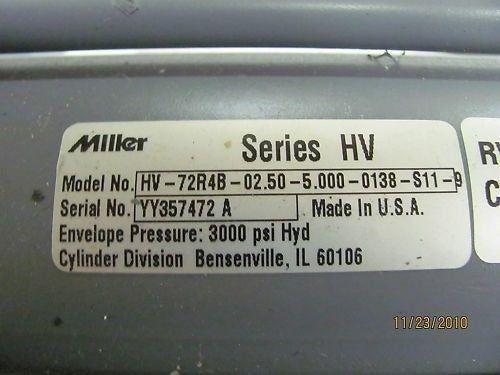 Miller Series HV
Model No. HV-72R4B-02.50-5.000-0138-S11-9
Serial No. YY357472 A Made In U.S.A.
Envelope Pressure: 3000 psi Hyd
Cylinder Division Bensenville, IL 60106
11/23/2010